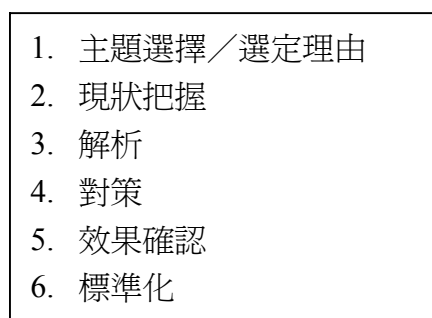 1. 主題選擇／選定理由
2. 現狀把握
3. 解析
4. 對策
5. 效果確認
6. 標準化